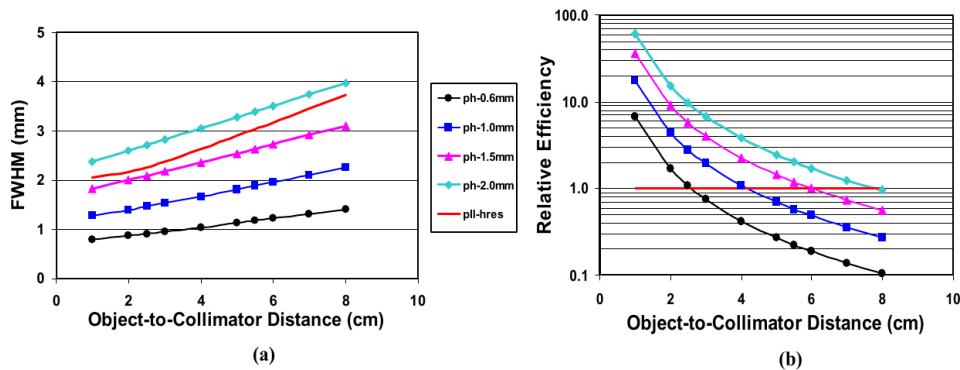 5
4
3
2
1
0
FWHM (mm)
0 2 4 6 8 10
Object-to-Collimator Distance (cm)
(a)
ph-0.6mm
ph-1.0mm
ph-1.5mm
ph-2.0mm
pll-hres
100.0
10.0
1.0
0.1
Relative Efficiency
0 2 4 6 8 10
Object-to-Collimator Distance (cm)
(b)